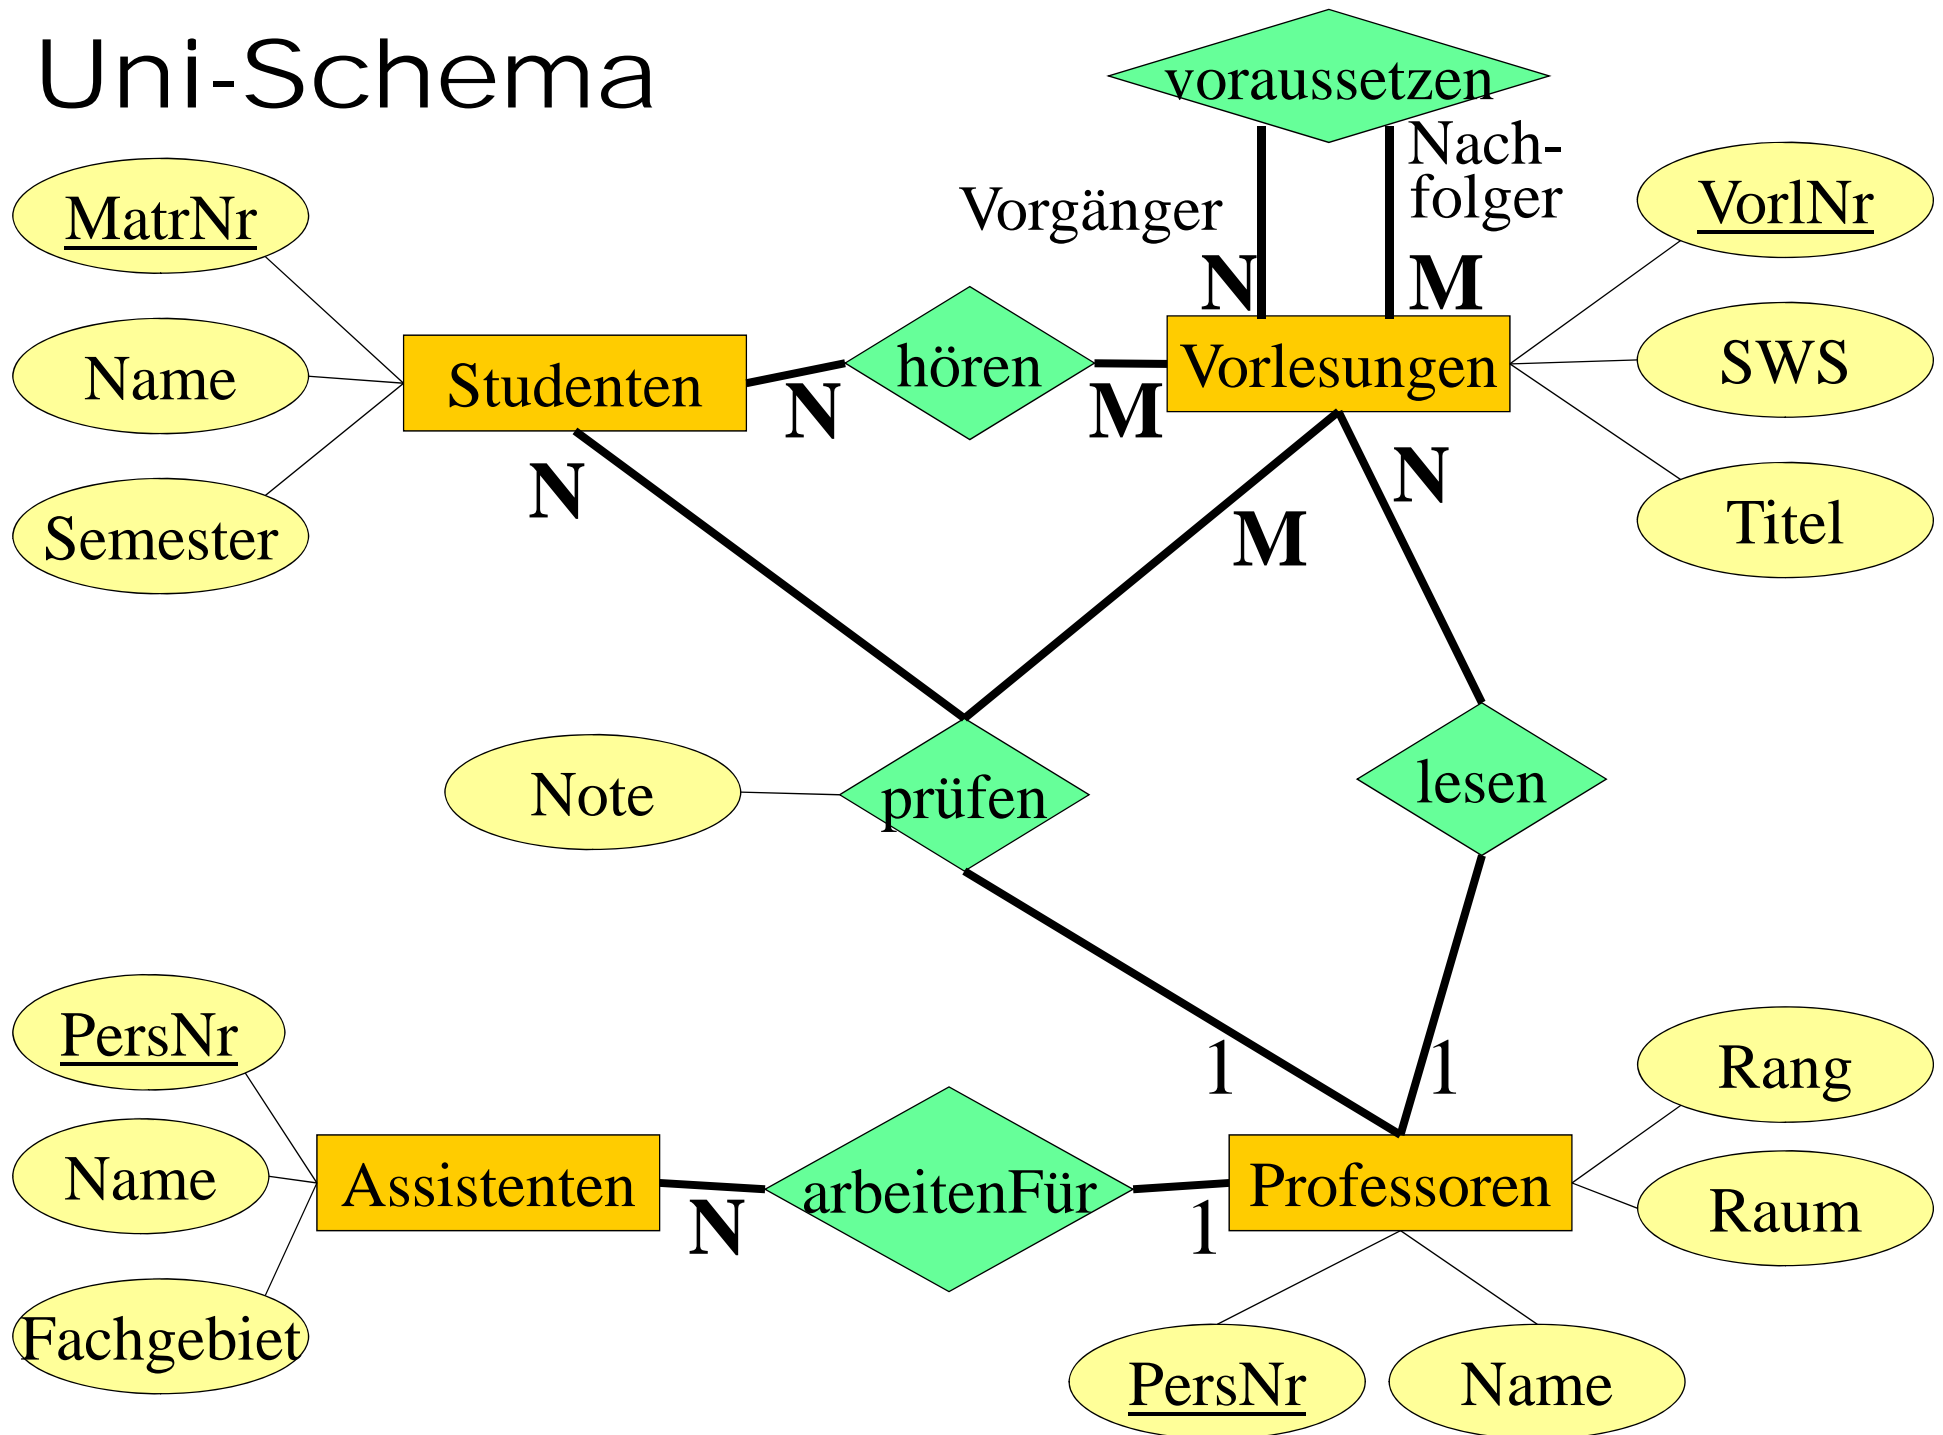 Uni-Schema
voraussetzen
Nach-
folger
Vorgänger
N
M
MatrNr
Name
Semester
Studenten
N
hören
M
Vorlesungen
VorlNr
SWS
Titel
N
M
N
Note
prüfen
lesen
1
1
PersNr
Name
Fachgebiet
Assistenten
N
arbeitenFür
1
Professoren
Rang
Raum
PersNr
Name